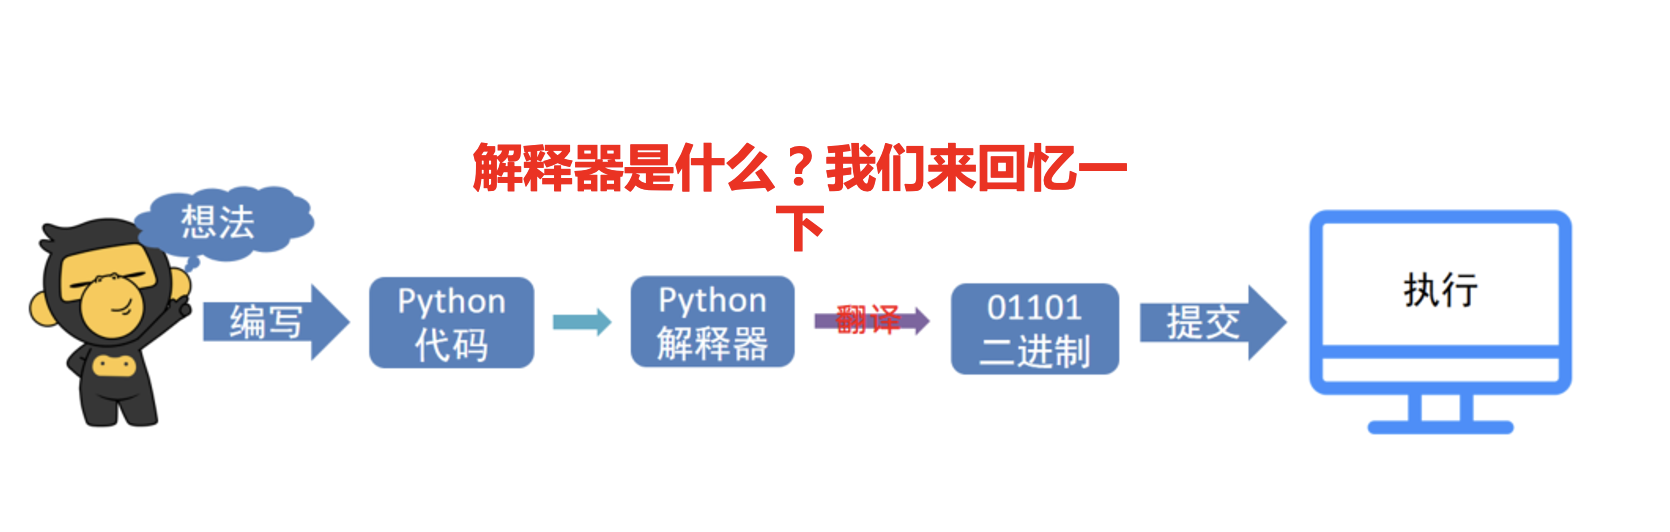 解释器是什么？我们来回忆一
下
想法
编写
Python
代码
Python
解释器
翻译
01101
二进制
提交
执行